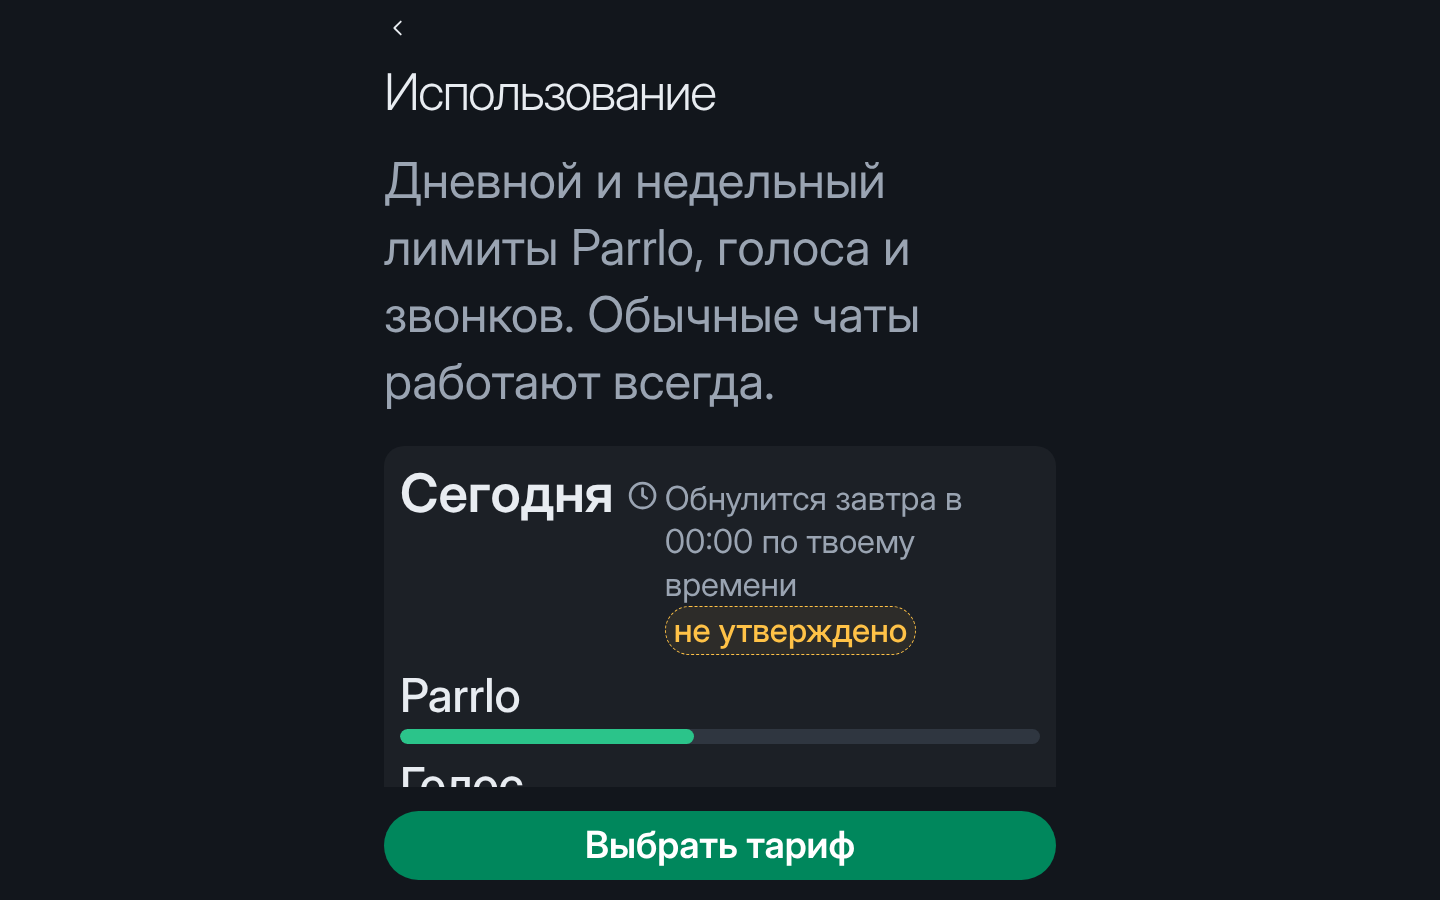 Использование
Дневной и недельный
лимиты Parrlo, голоса и
звонков. Обычные чаты
работают всегда.
Сегодня
Обнулится завтра в
00:00 по твоему
времени
не утверждено
Parrlo
Голос
Выбрать тариф